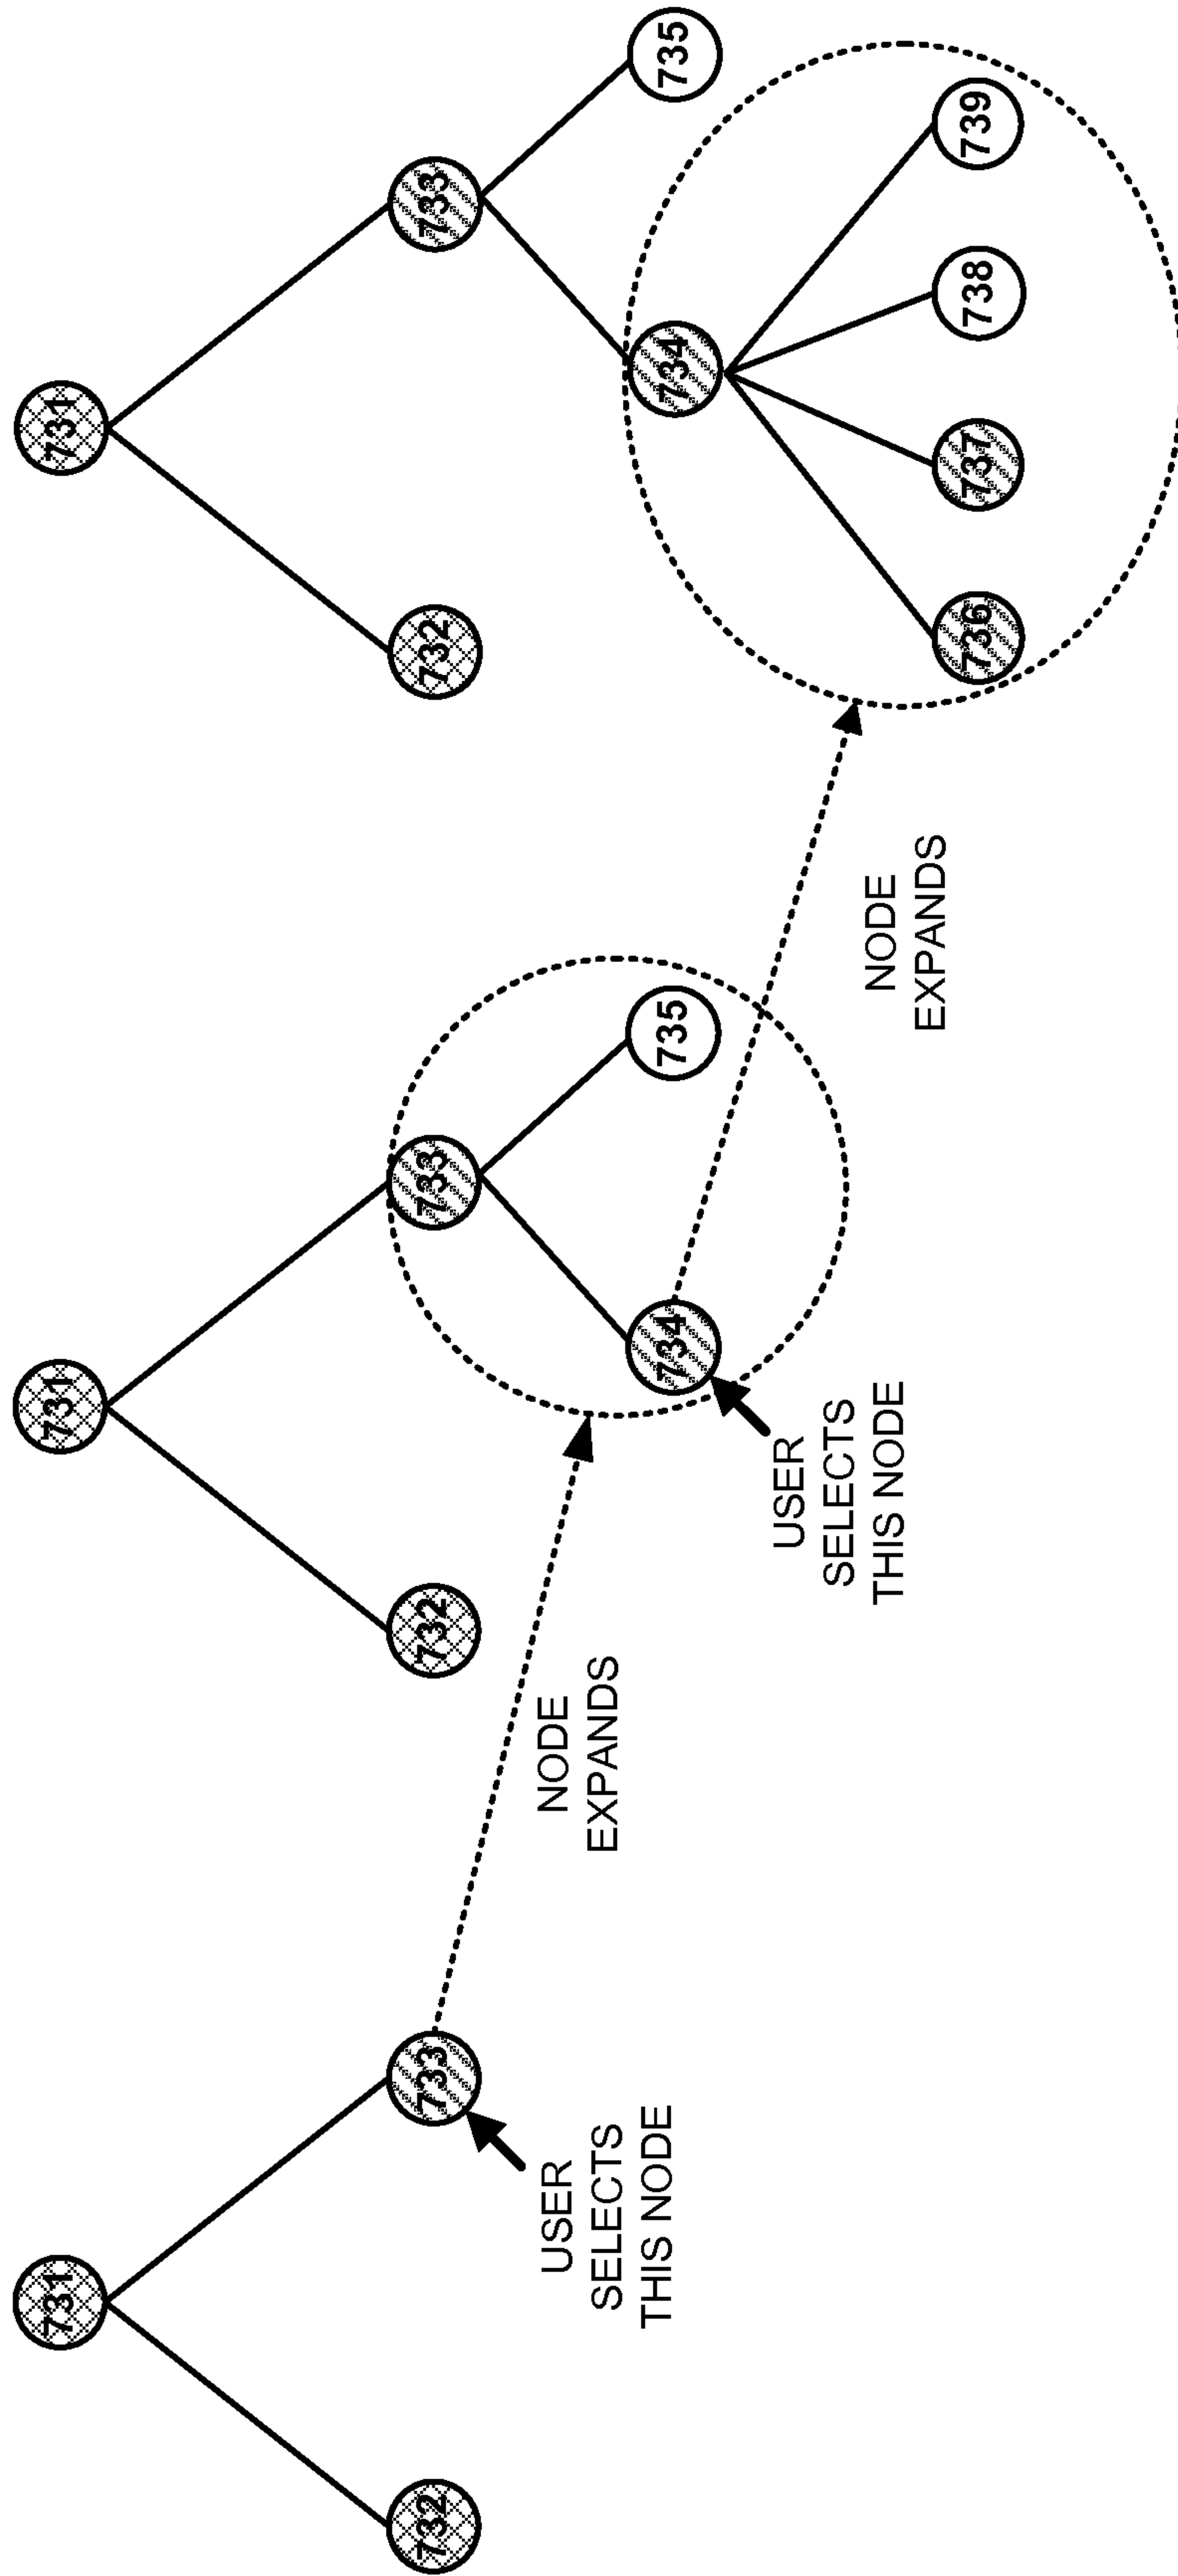 731
732
733
USER
SELECTS
THIS NODE
NODE
EXPANDS
731
732
733
734
735
USER
SELECTS
THIS NODE
NODE
EXPANDS
731
732
733
734
735
736
737
738
739